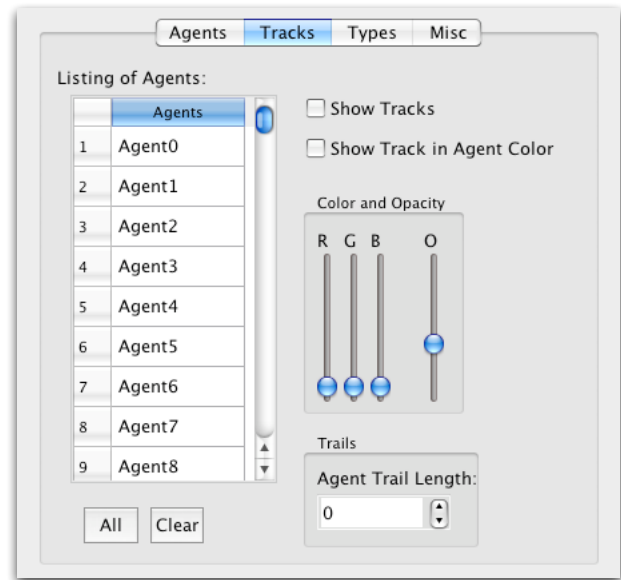 Agents Tracks Types Misc
Listing of Agents:
Agents
1 Agent0
2 Agent1
3 Agent2
4 Agent3
5 Agent4
6 Agent5
7 Agent6
8 Agent7
9 Agent8
All Clear
Show Tracks
Show Track in Agent Color
Color and Opacity
R G B O
Trails
Agent Trail Length:
0